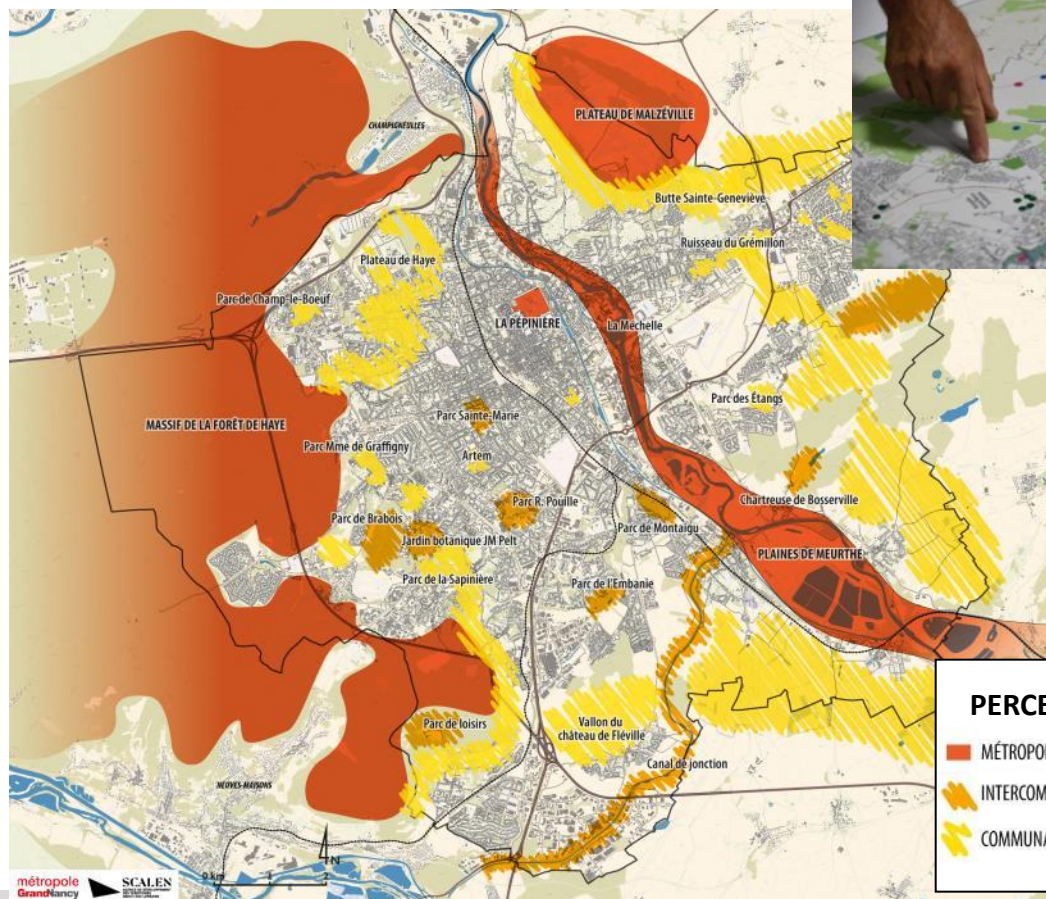 CHAMPIGNEULLES
PLATEAU DE MALZÉVILLE
Butte Sainte-Geneviève
Ruisseau du Grémillon
Plateau de Haye
Parc de Champ-le-Boeuf
LA PÉPINIÈRE
La Méchelle
Parc des Étangs
Parc Sainte-Marie
MASSIF DE LA FORÊT DE HAYE
Parc Mme de Graffigny
Artem
Chartreuse de Bosserville
Parc R. Pouille
Parc de Brabois
Parc de Montaigu
Jardin botanique JM Pelt
PLAINES DE MEURTHE
Parc de la Sapinière
Parc de l'Embanie
PERCE
Parc de loisirs
Vallon du
château de Fléville
MÉTROPO
Canal de jonction
NEUVES-MAISONS
INTERCOM
COMMUNA
N
0 km 1 2
métropole
GrandNancy
SCALEN